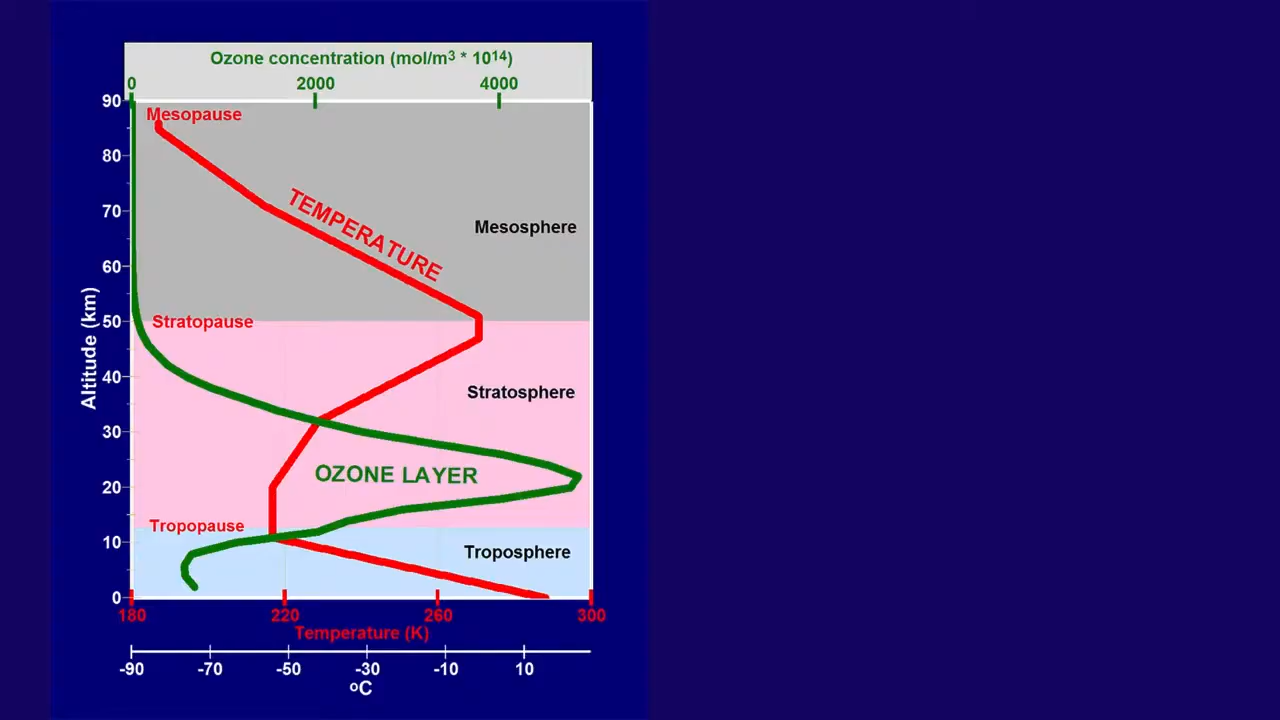 Ozone concentration (mol/m³ * 10¹⁴)
0 2000 4000
90
Mesopause
80
TEMPERATURE
70
Mesosphere
60
Altitude (km)
50
Stratopause
40
Stratosphere
30
OZONE LAYER
20
Tropopause
10
Troposphere
0
180 220 260 300
Temperature (K)
-90 -70 -50 -30 -10 10
ºC